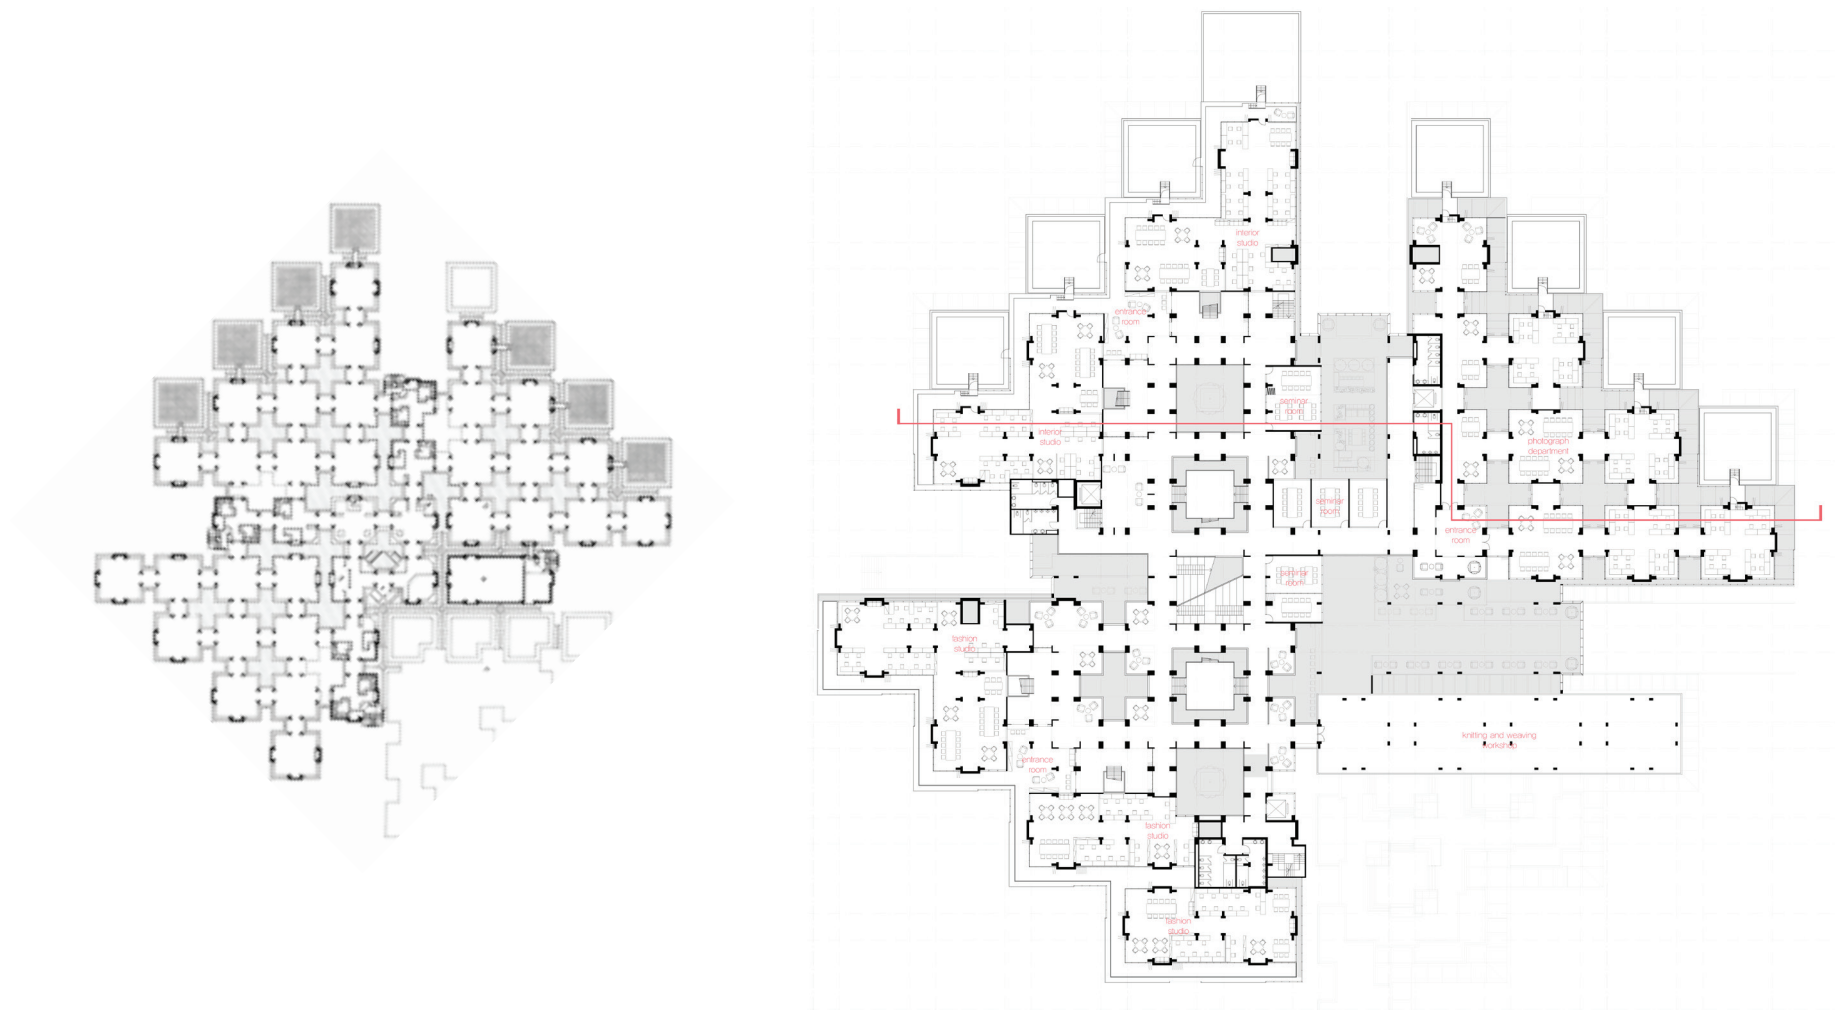 interior
studio
entrance
room
seminar
room
interior
studio
photograph
department
seminar
room
entrance
room
seminar
room
fashion
studio
knitting and weaving
workshop
entrance
room
fashion
studio
fashion
studio